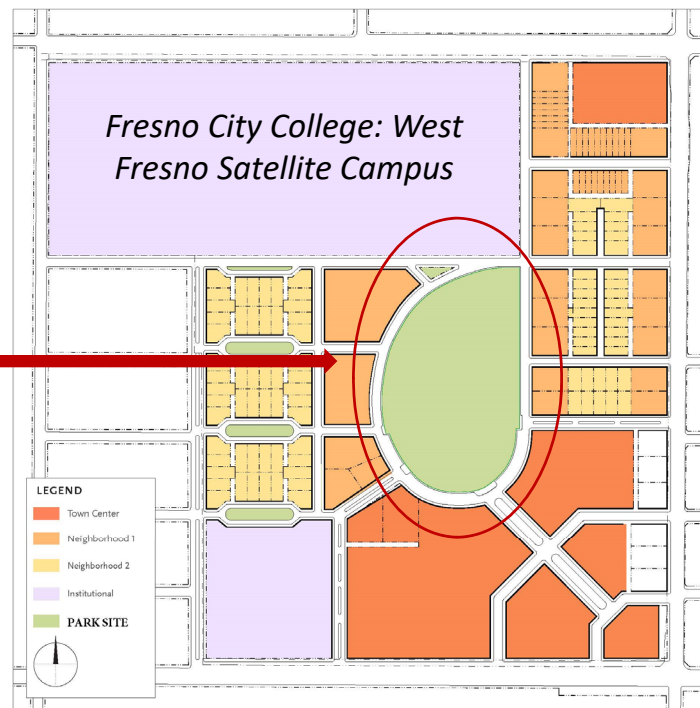 Fresno City College: West
Fresno Satellite Campus
LEGEND
Town Center
Neighborhood 1
Neighborhood 2
Institutional
PARK SITE